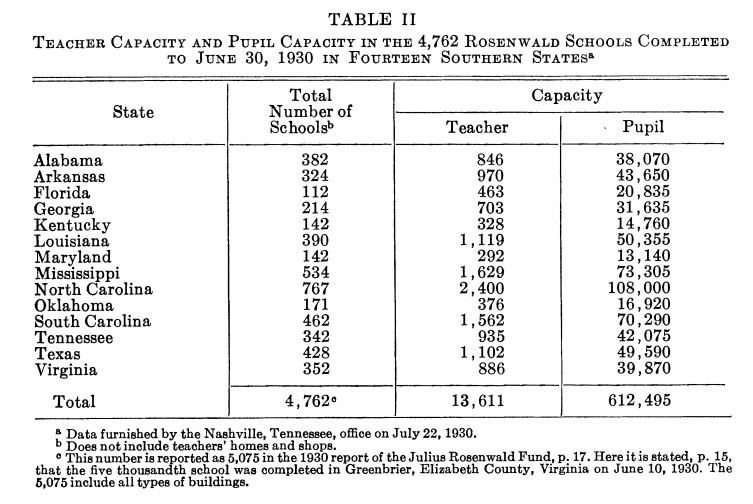 TABLE II
TEACHER CAPACITY AND PUPIL CAPACITY IN THE 4,762 ROSENWALD SCHOOLS COMPLETED
TO JUNE 30, 1930 IN FOURTEEN SOUTHERN STATESa
State Total Number of Schoolsb Capacity
Teacher Pupil
Alabama 382 846 38,070
Arkansas 324 970 43,650
Florida 112 463 20,835
Georgia 214 703 31,635
Kentucky 142 328 14,760
Louisiana 390 1,119 50,355
Maryland 142 292 13,140
Mississippi 534 1,629 73,305
North Carolina 767 2,400 108,000
Oklahoma 171 376 16,920
South Carolina 462 1,562 70,290
Tennessee 342 935 42,075
Texas 428 1,102 49,590
Virginia 352 886 39,870
Total 4,762c 13,611 612,495
a Data furnished by the Nashville, Tennessee, office on July 22, 1930.
b Does not include teachers' homes and shops.
c This number is reported as 5,075 in the 1930 report of the Julius Rosenwald Fund, p. 17. Here it is stated, p. 15,
that the five thousandth school was completed in Greenbrier, Elizabeth County, Virginia on June 10, 1930. The
5,075 include all types of buildings.